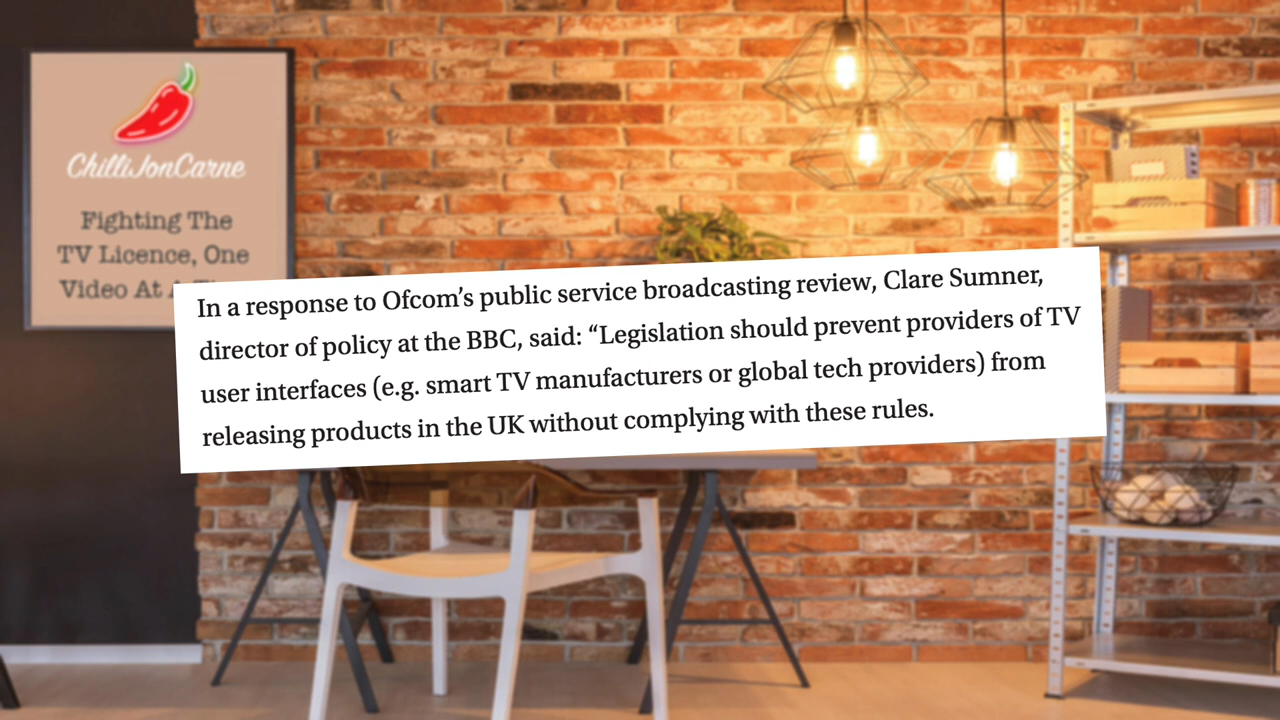 ChilliJonCarne
Fighting The
TV Licence, One
Video At A
In a response to Ofcom’s public service broadcasting review, Clare Sumner,
director of policy at the BBC, said: “Legislation should prevent providers of TV
user interfaces (e.g. smart TV manufacturers or global tech providers) from
releasing products in the UK without complying with these rules.